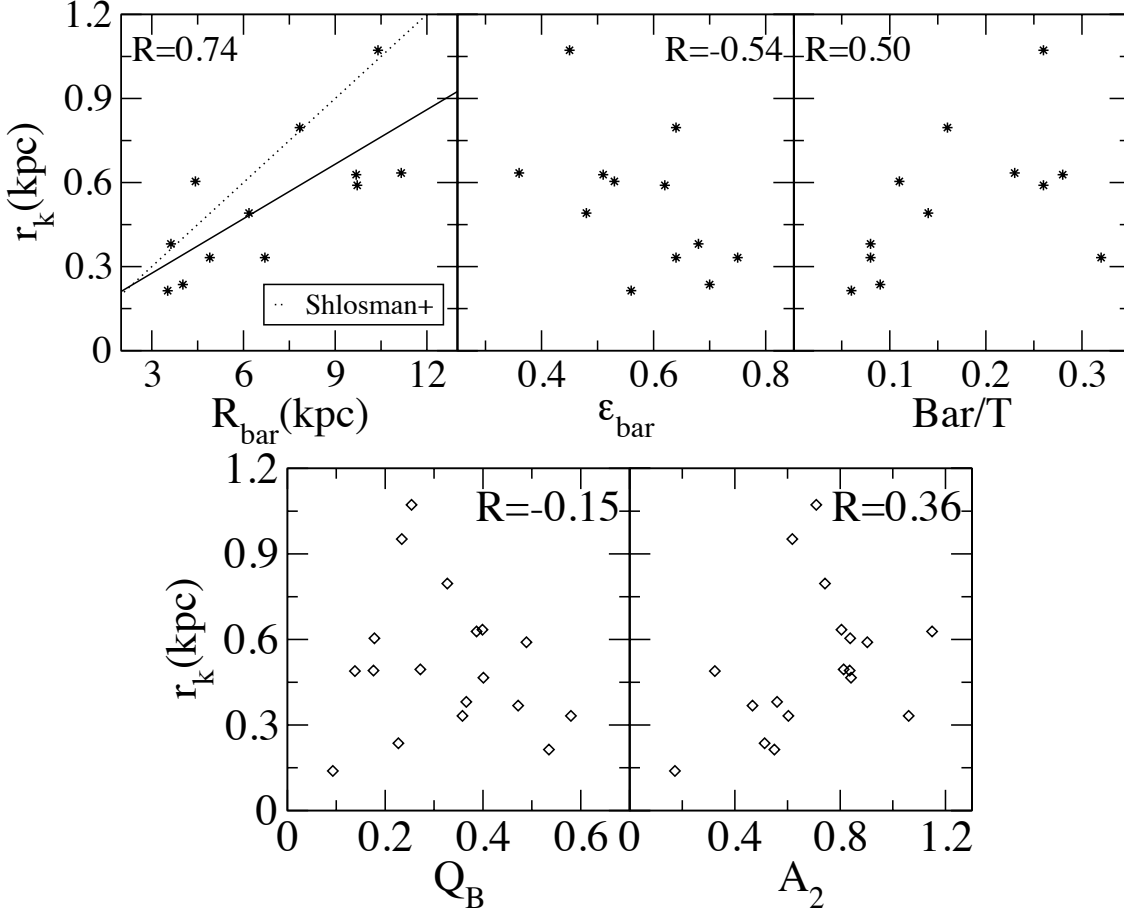 1.2
0.9
0.6
0.3
0
r_k(kpc)
R=0.74
Shlosman+
3 6 9 12
R_bar(kpc)
R=-0.54
0.4 0.6 0.8
ε_bar
R=0.50
0.1 0.2 0.3
Bar/T
1.2
0.9
0.6
0.3
0
r_k(kpc)
R=-0.15
0 0.2 0.4 0.6
Q_B
R=0.36
0 0.4 0.8 1.2
A_2